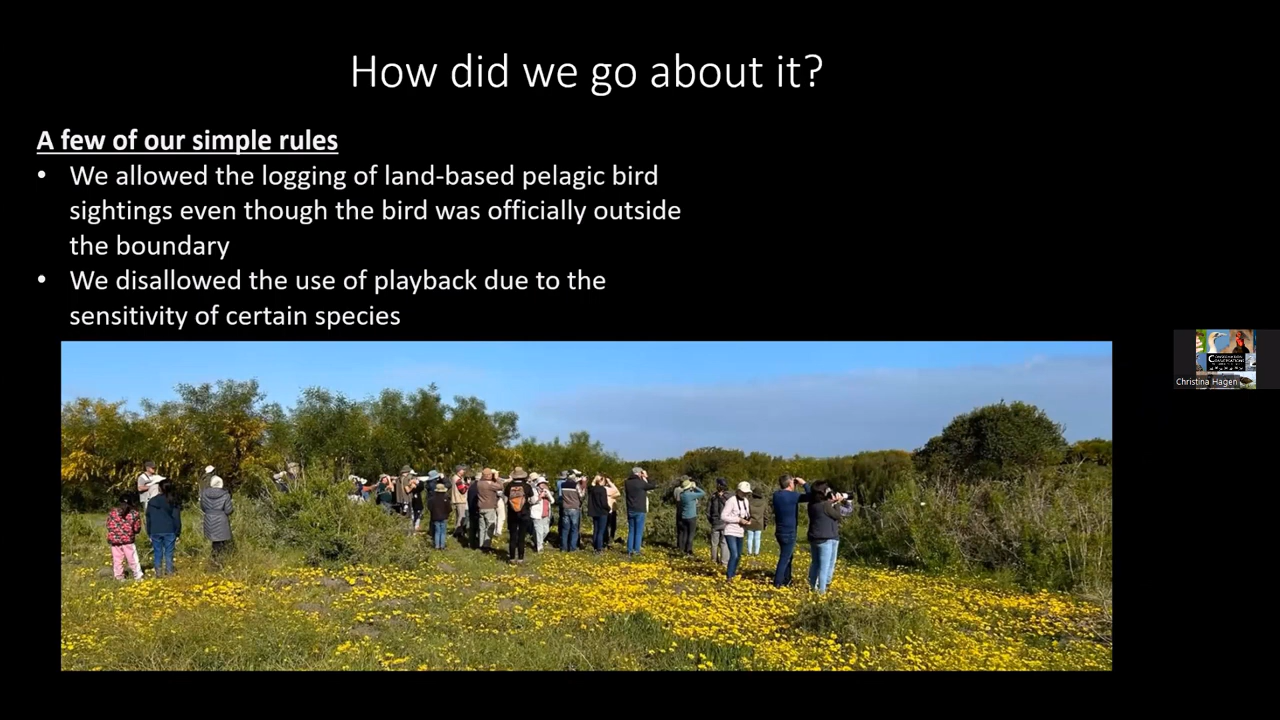 How did we go about it?
A few of our simple rules
• We allowed the logging of land-based pelagic bird
sightings even though the bird was officially outside
the boundary
• We disallowed the use of playback due to the
sensitivity of certain species
CONSERVATION
CONVERSATIONS
Christina Hagen